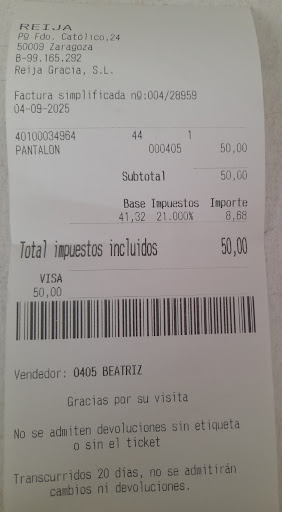 REIJA
Pº Fdo. Católico,24
50009 Zaragoza
B-99.165.292
Reija Gracia, S.L.
Factura simplificada nº:004/28959
04-09-2025
40100034964 44 1
PANTALON 000405 50,00
Subtotal 50,00
Base Impuestos Importe
41,32 21.000% 8,68
Total impuestos incluidos 50,00
VISA
50,00
Vendedor: 0405 BEATRIZ
Gracias por su visita
No se admiten devoluciones sin etiqueta
o sin el ticket
Transcurridos 20 días, no se admitirán
cambios ni devoluciones.